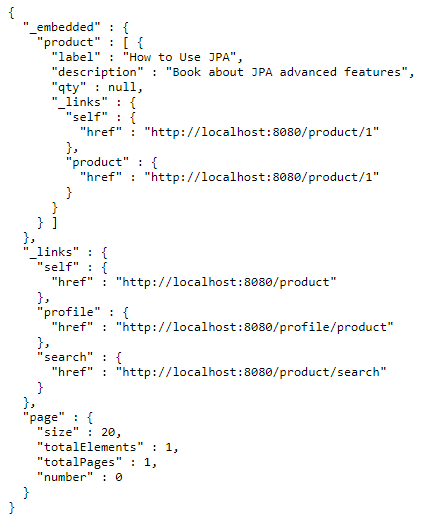 {
  "_embedded" : {
    "product" : [ {
      "label" : "How to Use JPA",
      "description" : "Book about JPA advanced features",
      "qty" : null,
      "_links" : {
        "self" : {
          "href" : "http://localhost:8080/product/1"
        },
        "product" : {
          "href" : "http://localhost:8080/product/1"
        }
      }
    } ]
  },
  "_links" : {
    "self" : {
      "href" : "http://localhost:8080/product"
    },
    "profile" : {
      "href" : "http://localhost:8080/profile/product"
    },
    "search" : {
      "href" : "http://localhost:8080/product/search"
    }
  },
  "page" : {
    "size" : 20,
    "totalElements" : 1,
    "totalPages" : 1,
    "number" : 0
  }
}